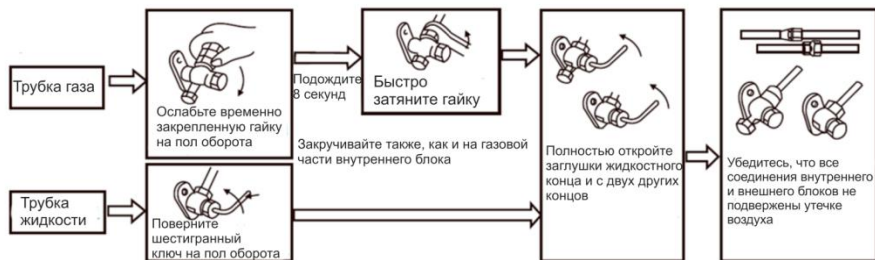 Трубка газа
Ослабьте временно
закрепленную гайку
на пол оборота
Подождите
8 секунд
Быстро
затяните гайку
Закручивайте также, как и на газовой
части внутреннего блока
Трубка
жидкости
Поверните
шестигранный
ключ на пол оборота
Полностью откройте
заглушки жидкостного
конца и с двух других
концов
Убедитесь, что все
соединения внутреннего
и внешнего блоков не
подвержены утечке
воздуха